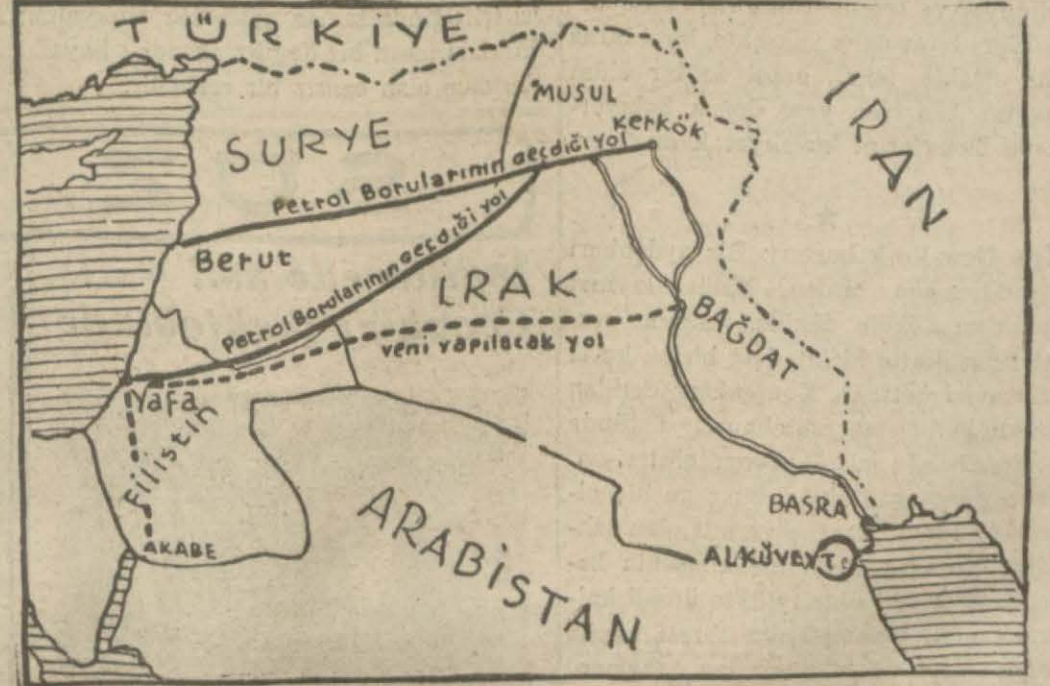 TÜRKİYE
İRAN
MUSUL
Kerkök
SURYE
Petrol Borularının Geçdiği yol
Berut
Petrol Borularının Geçdiği yol
IRAK
BAĞDAT
yeni yapılacak yol
Yafa
Filistin
ARABİSTAN
BASRA
AKABE
ALKÜVEYT